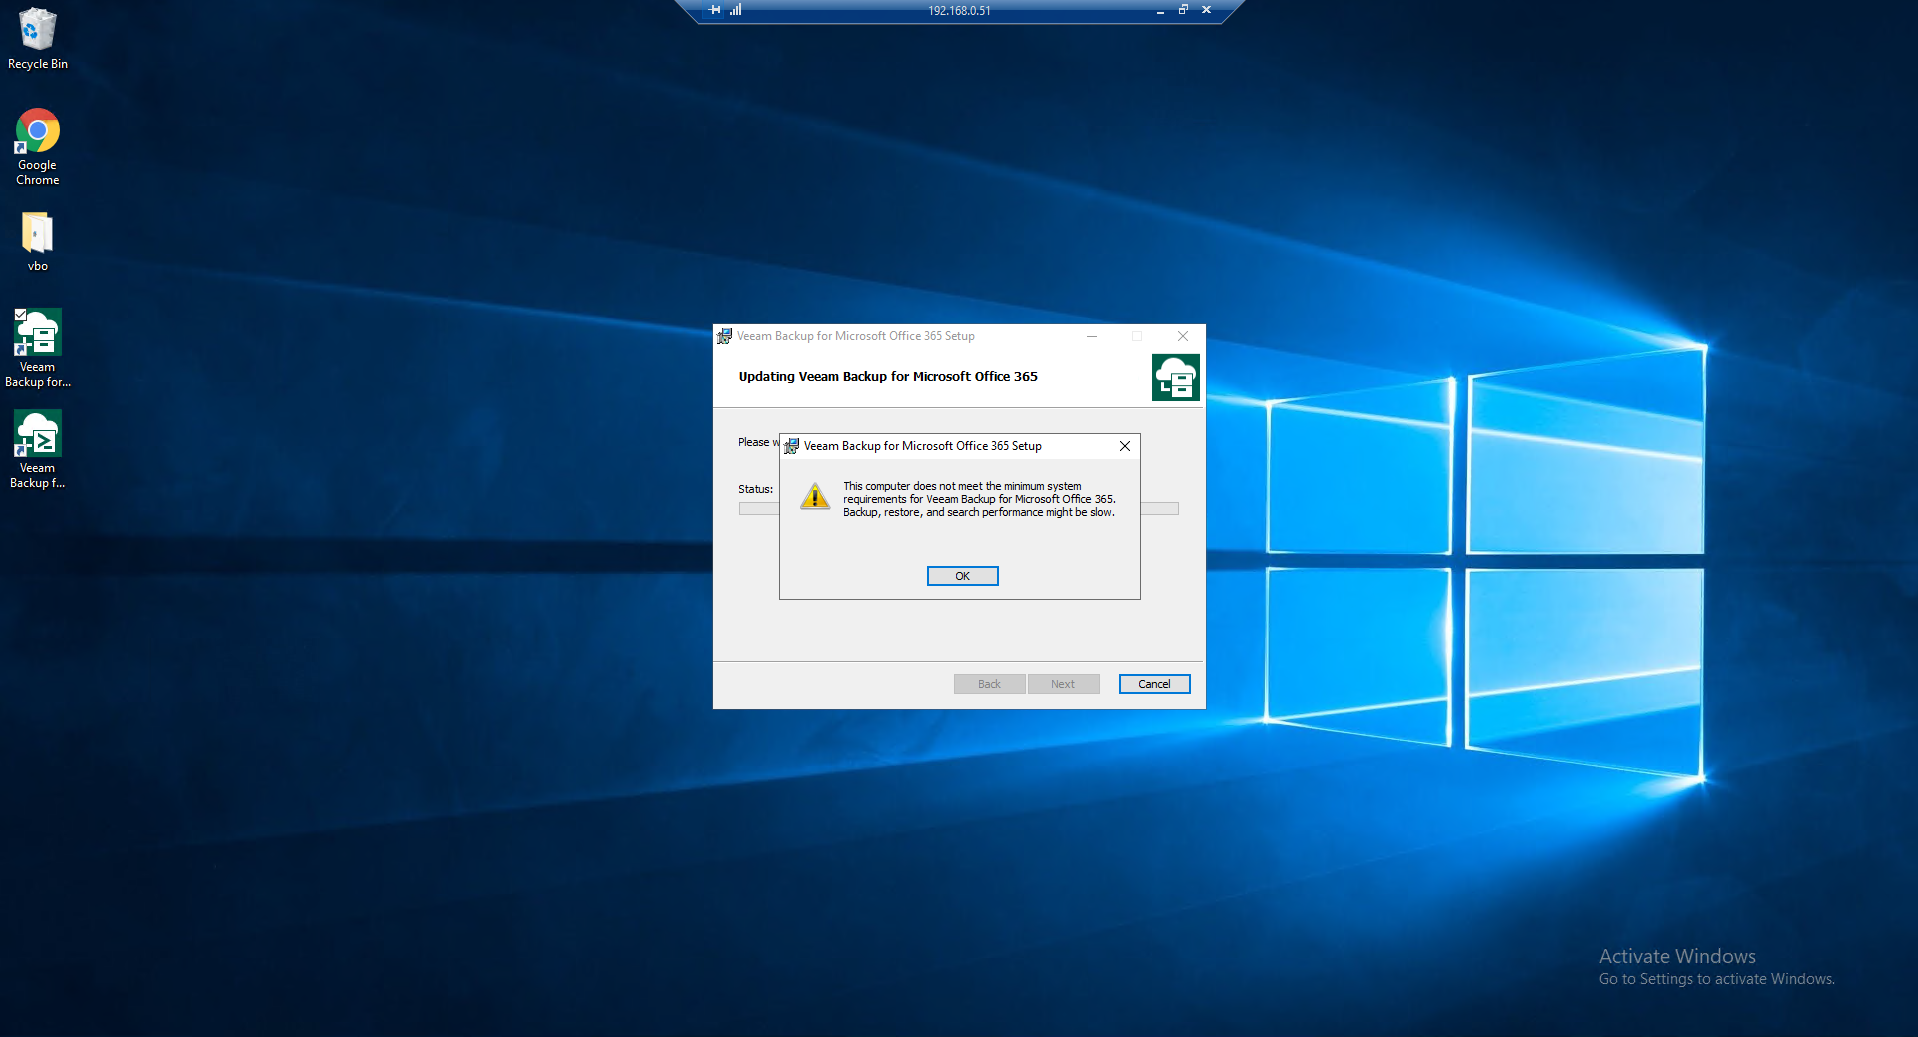 192.168.0.51
Recycle Bin
Google
Chrome
vbo
Veeam
Backup for...
Veeam
Backup f...
Veeam Backup for Microsoft Office 365 Setup
Updating Veeam Backup for Microsoft Office 365
Please w
Status:
Veeam Backup for Microsoft Office 365 Setup
This computer does not meet the minimum system
requirements for Veeam Backup for Microsoft Office 365.
Backup, restore, and search performance might be slow.
OK
Back
Next
Cancel
Activate Windows
Go to Settings to activate Windows.